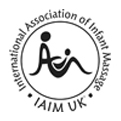 International Association of Infant Massage
• IAIM UK •